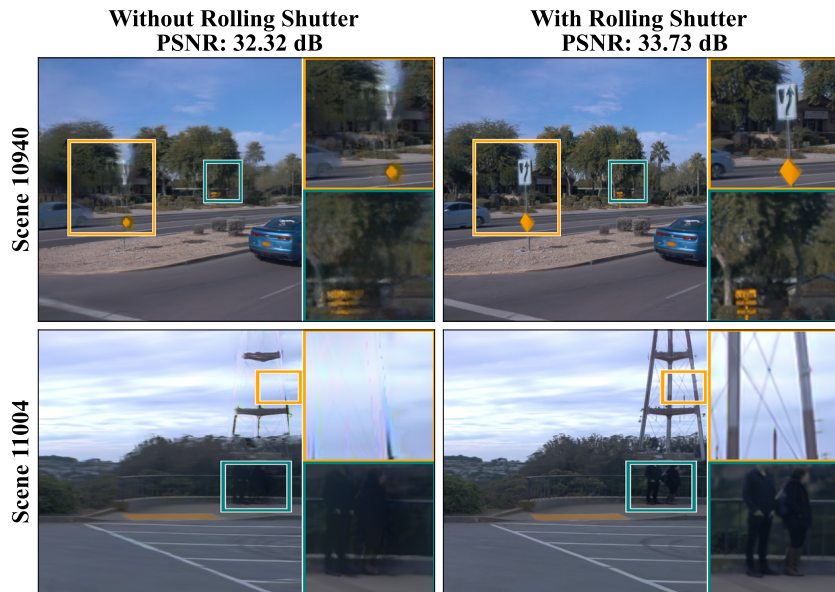 Without Rolling Shutter
PSNR: 32.32 dB
With Rolling Shutter
PSNR: 33.73 dB
Scene 10940
Scene 11004